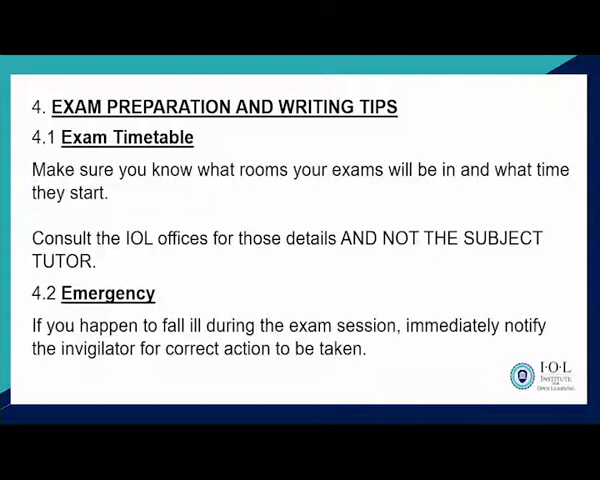 4. EXAM PREPARATION AND WRITING TIPS
4.1 Exam Timetable
Make sure you know what rooms your exams will be in and what time
they start.
Consult the IOL offices for those details AND NOT THE SUBJECT
TUTOR.
4.2 Emergency
If you happen to fall ill during the exam session, immediately notify
the invigilator for correct action to be taken.
I·O·L
INSTITUTE
FOR
OPEN LEARNING